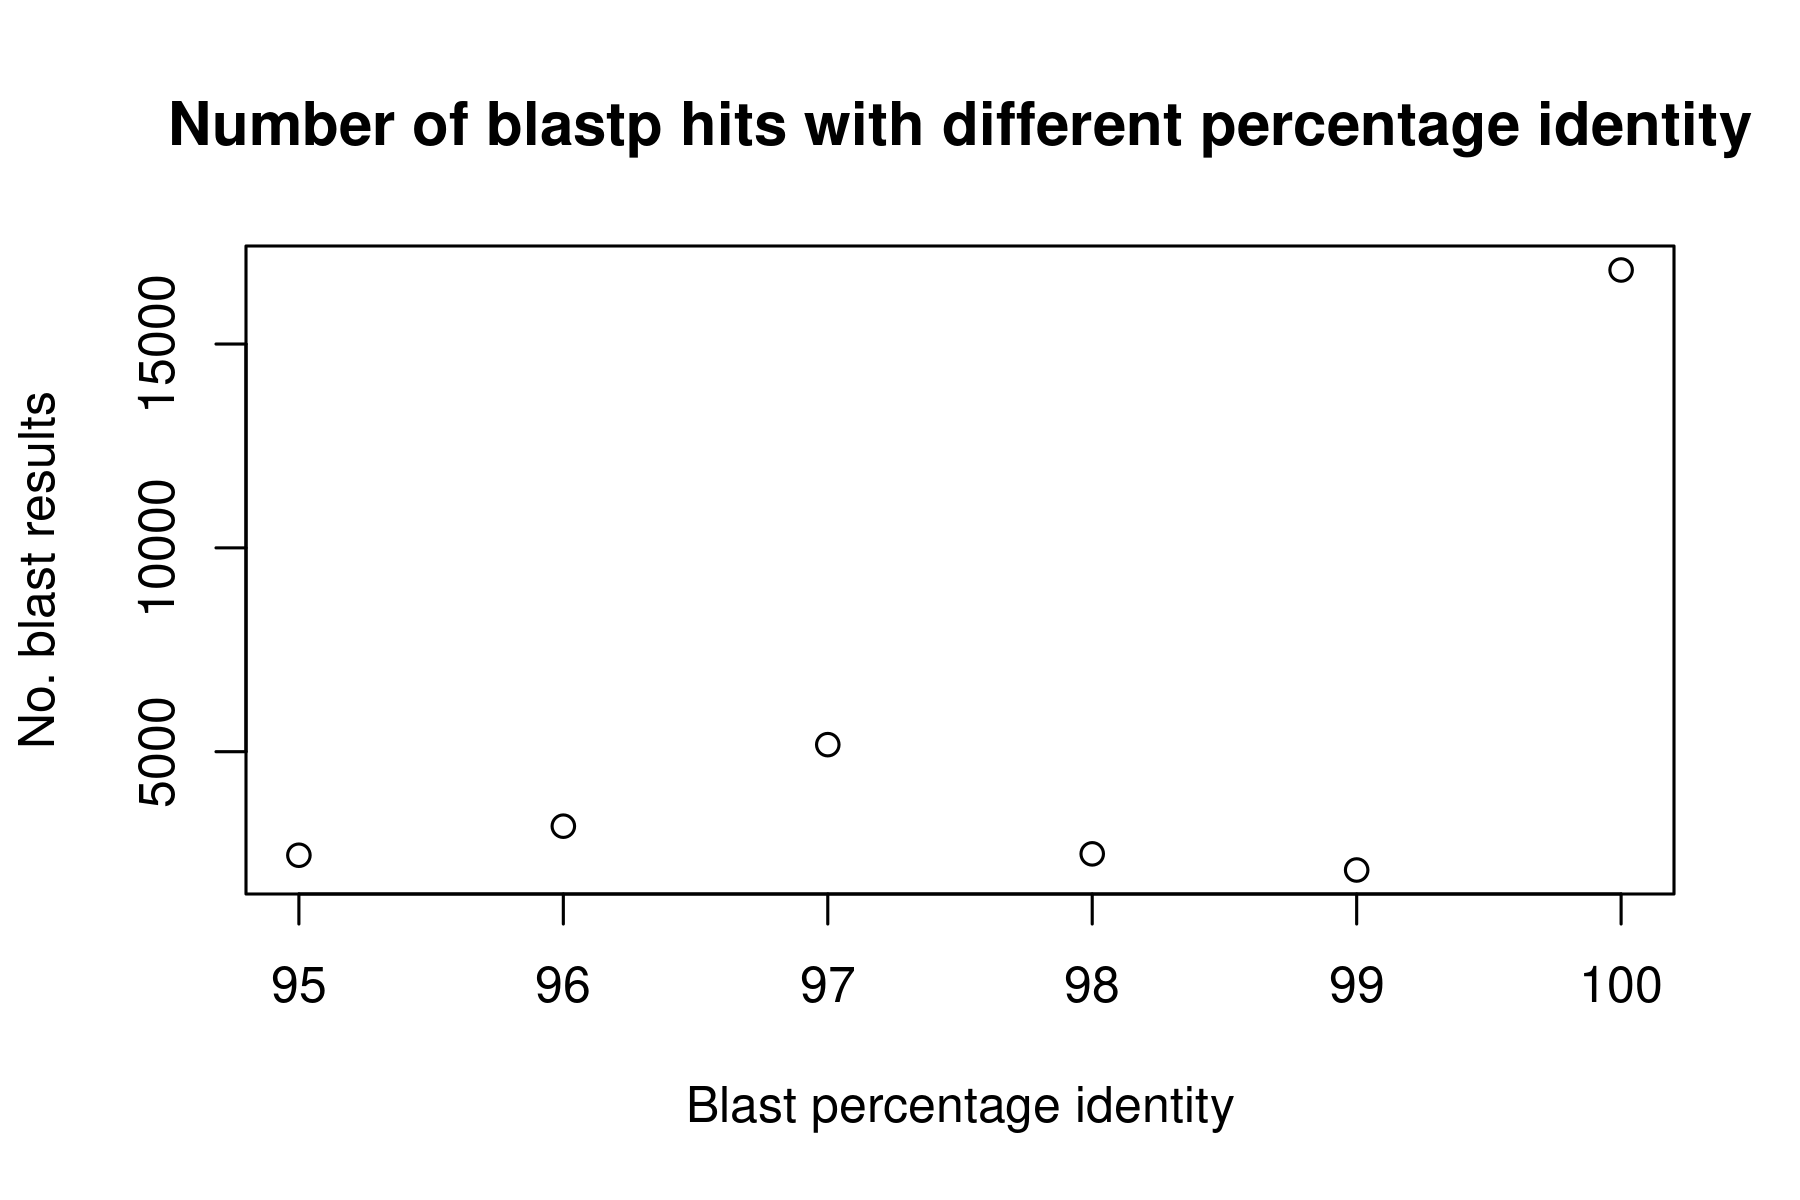 Number of blastp hits with different percentage identity
No. blast results
15000
10000
5000
95 96 97 98 99 100
Blast percentage identity